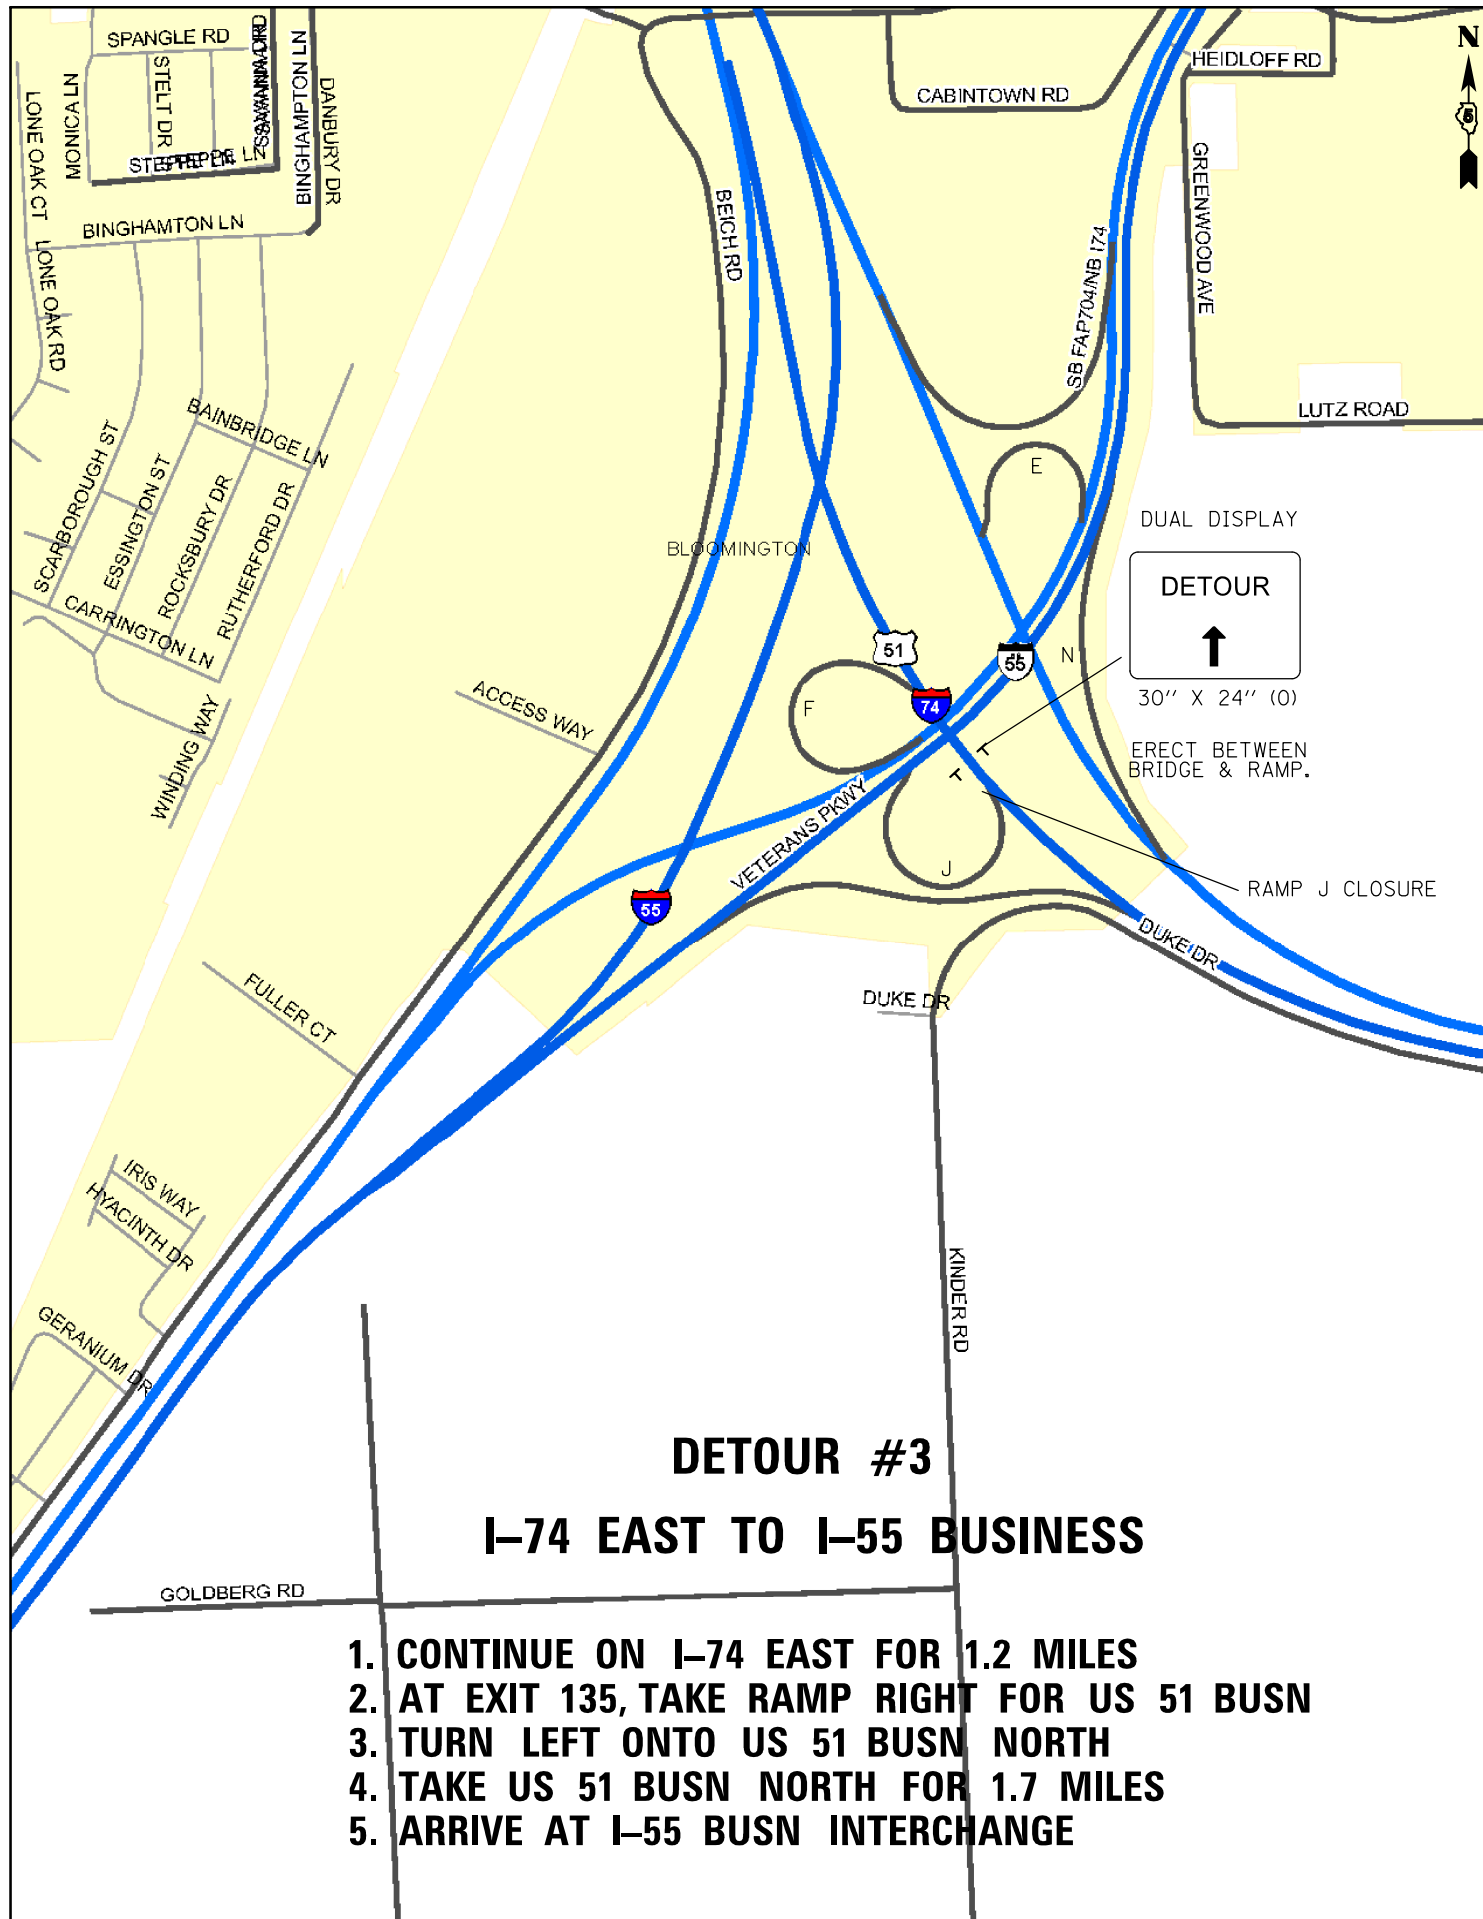 SPANGLE RD
STELT DR
MONICA LN
LONE OAK CT
LONE OAK RD
BINGHAMPTON LN
DANBURY DR
BINGHAMTON LN
BEICH RD
CABINTOWN RD
HEIDLOFF RD
N
5
GREENWOOD AVE
SB FAP704/NB I74
LUTZ ROAD
BAINBRIDGE LN
SCARBOROUGH ST
ESSINGTON ST
ROCKSBURY DR
RUTHERFORD DR
CARRINGTON LN
WINDING WAY
ACCESS WAY
BLOOMINGTON
E
DUAL DISPLAY
DETOUR
30" X 24" (O)
ERECT BETWEEN
BRIDGE & RAMP.
51
55
74
N
F
J
VETERANS PKWY
RAMP J CLOSURE
55
DUKE DR
DUKE DR
FULLER CT
IRIS WAY
HYACINTH DR
GERANIUM DR
KINDER RD
GOLDBERG RD
DETOUR #3
I-74 EAST TO I-55 BUSINESS
1. CONTINUE ON I-74 EAST FOR 1.2 MILES
2. AT EXIT 135, TAKE RAMP RIGHT FOR US 51 BUSN
3. TURN LEFT ONTO US 51 BUSN NORTH
4. TAKE US 51 BUSN NORTH FOR 1.7 MILES
5. ARRIVE AT I-55 BUSN INTERCHANGE